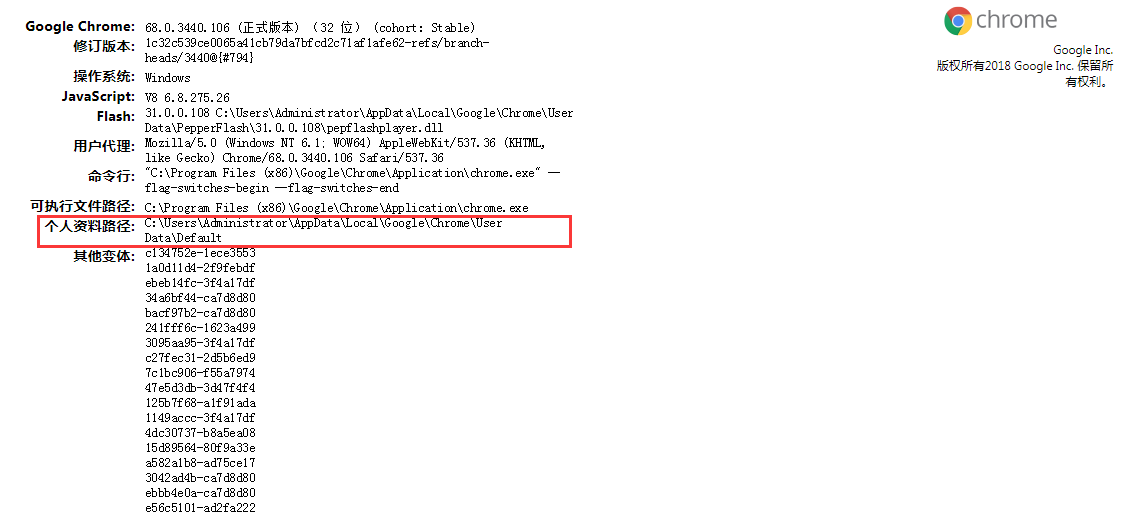 chrome
Google Inc.
版权所有2018 Google Inc. 保留所
有权利。
Google Chrome: 68.0.3440.106 (正式版本) (32 位) (cohort: Stable)
修订版本: 1c32c539ce0065a41cb79da7bfcd2c71af1afe62-refs/branch-
heads/3440@{#794}
操作系统: Windows
JavaScript: V8 6.8.275.26
Flash: 31.0.0.108 C:\Users\Administrator\AppData\Local\Google\Chrome\User
Data\PepperFlash\31.0.0.108\pepflashplayer.dll
用户代理: Mozilla/5.0 (Windows NT 6.1; WOW64) AppleWebKit/537.36 (KHTML,
like Gecko) Chrome/68.0.3440.106 Safari/537.36
命令行: "C:\Program Files (x86)\Google\Chrome\Application\chrome.exe" —
flag-switches-begin —flag-switches-end
可执行文件路径: C:\Program Files (x86)\Google\Chrome\Application\chrome.exe
个人资料路径: C:\Users\Administrator\AppData\Local\Google\Chrome\User
Data\Default
其他变体: c134752e-1ece3553
1a0d11d4-2f9febdf
ebeb14fc-3f4a17df
34a6bf44-ca7d8d80
bacf97b2-ca7d8d80
241fff6c-1623a499
3095aa95-3f4a17df
c27fec31-2d5b6ed9
7c1bc906-f55a7974
47e5d3db-3d47f4f4
125b7f68-a1f91ada
1149accc-3f4a17df
4dc30737-b8a5ea08
15d89564-80f9a33e
a582a1b8-ad75ce17
3042ad4b-ca7d8d80
ebbb4e0a-ca7d8d80
e56c5101-ad2fa222